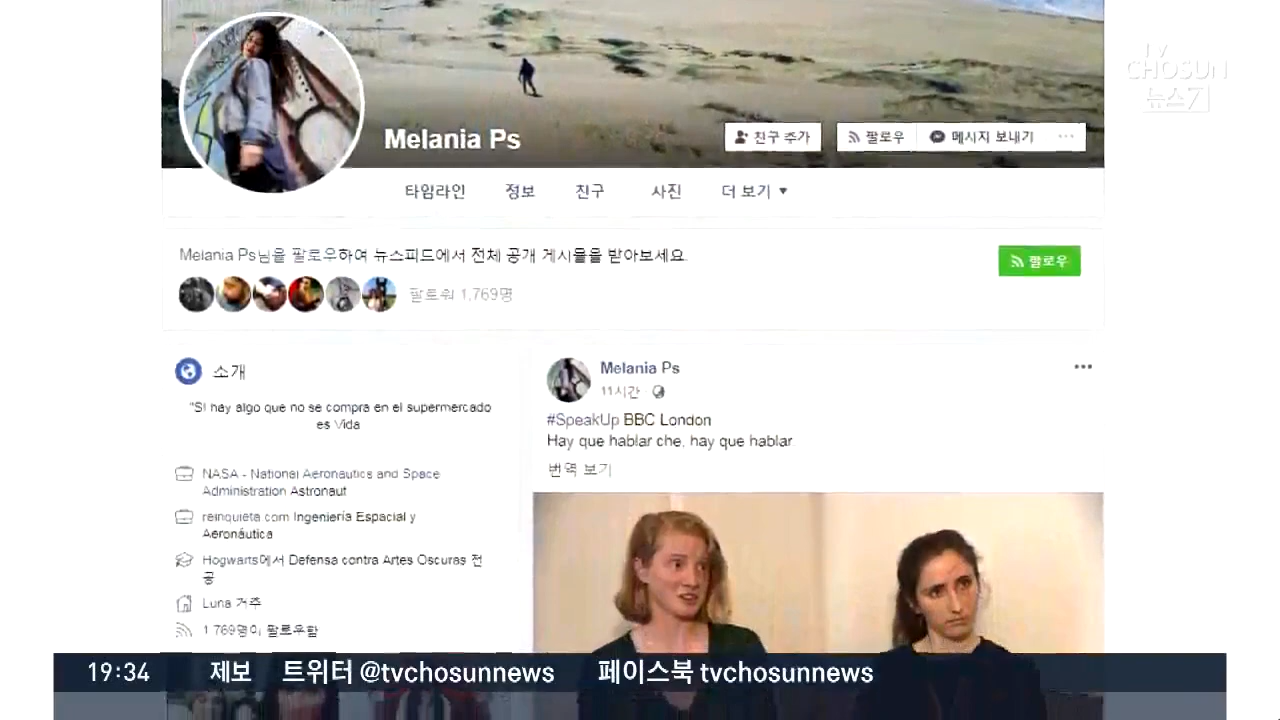 TV
CHOSUN
뉴스7
Melania Ps
친구 추가
팔로우
메시지 보내기
...
타임라인
정보
친구
사진
더 보기
Melania Ps님을 팔로우하여 뉴스피드에서 전체 공개 게시물을 받아보세요.
팔로우
팔로워 1,769명
소개
"Si hay algo que no se compra en el supermercado
es Vida
NASA - National Aeronautics and Space
Administration Astronaut
reinquieta com Ingeniería Espacial y
Aeronáutica
Hogwarts에서 Defensa contra Artes Oscuras 전
공
Luna 거주
1 769명이 팔로우함
Melania Ps
11시간
#SpeakUp BBC London
Hay que hablar che, hay que hablar
번역 보기
19:34 제보 트위터 @tvchosunnews 페이스북 tvchosunnews